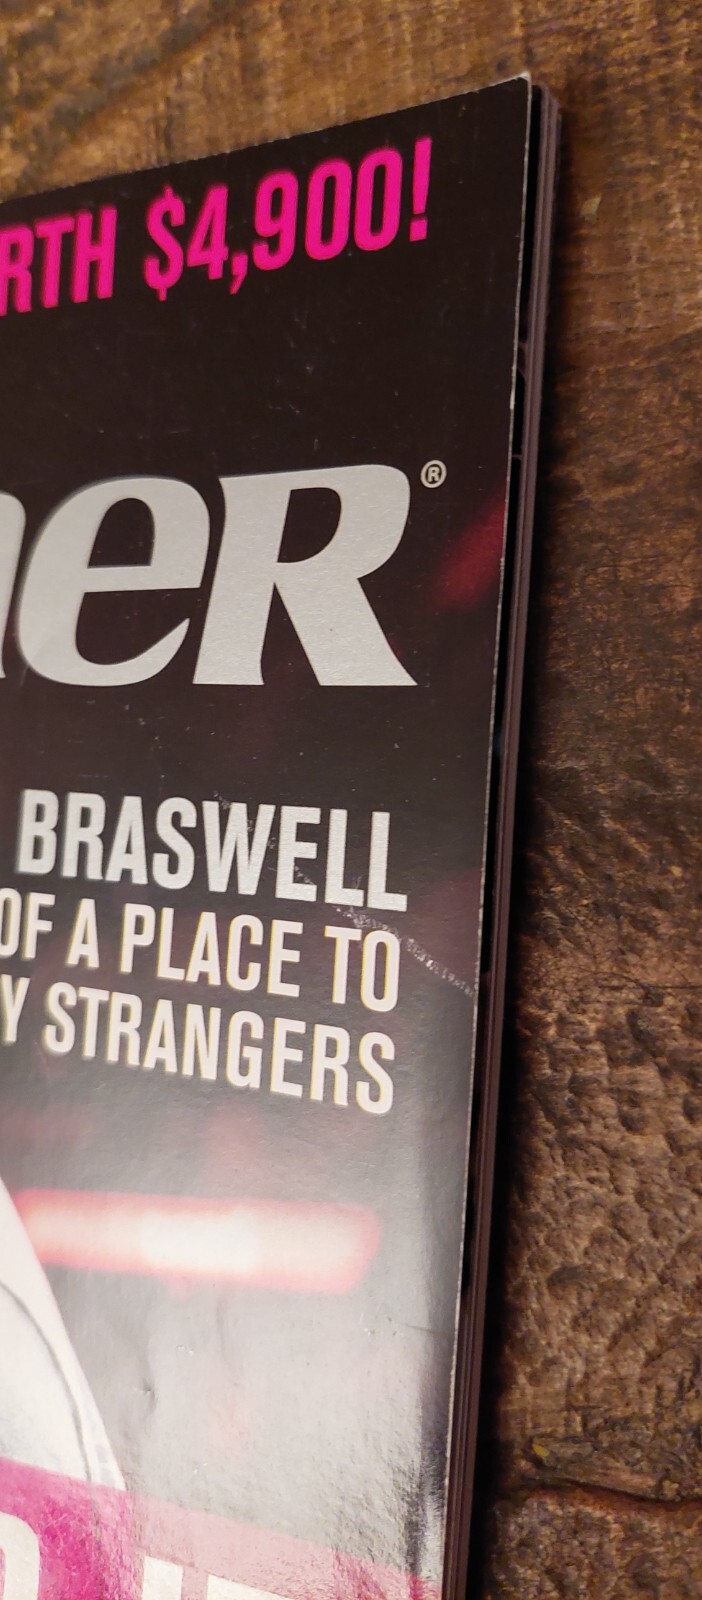 RTH $4,900!
neR®
BRASWELL
OF A PLACE TO
Y STRANGERS